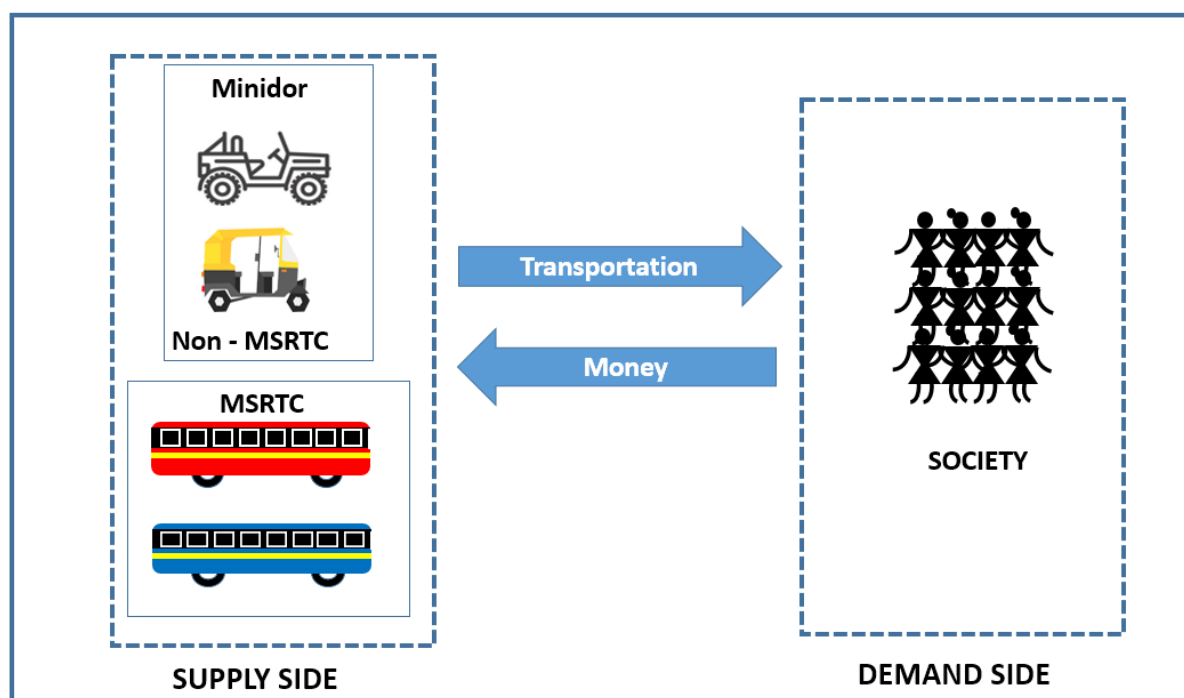 Minidor
Non - MSRTC
MSRTC
SUPPLY SIDE
Transportation
Money
SOCIETY
DEMAND SIDE